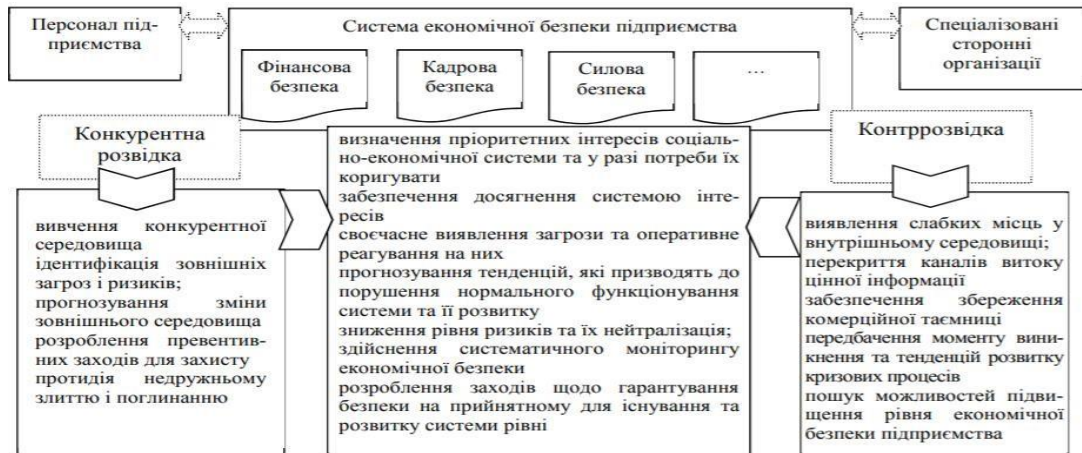 Персонал під-
приємства
Система економічної безпеки підприємства
Спеціалізовані
сторонні
організації
Фінансова
безпека
Кадрова
безпека
Силова
безпека
…
Конкурентна
розвідка
Контррозвідка
вивчення конкурентної
середовища
ідентифікація зовнішніх
загроз і ризиків;
прогнозування зміни
зовнішнього середовища
розроблення превентив-
них заходів для захисту
протидія недружньому
злиттю і поглинанню
визначення пріоритетних інтересів соціаль-
но-економічної системи та у разі потреби їх
коригувати
забезпечення досягнення системою інте-
ресів
своєчасне виявлення загрози та оперативне
реагування на них
прогнозування тенденцій, які призводять до
порушення нормального функціонування
системи та її розвитку
зниження рівня ризиків та їх нейтралізація;
здійснення систематичного моніторингу
економічної безпеки
розроблення заходів щодо гарантування
безпеки на прийнятному для існування та
розвитку системи рівні
виявлення слабких місць у
внутрішньому середовищі;
перекриття каналів витоку
цінної інформації
забезпечення збереження
комерційної таємниці
передбачення моменту виник-
нення та тенденцій розвитку
кризових процесів
пошук можливостей підви-
щення рівня економічної
безпеки підприємства